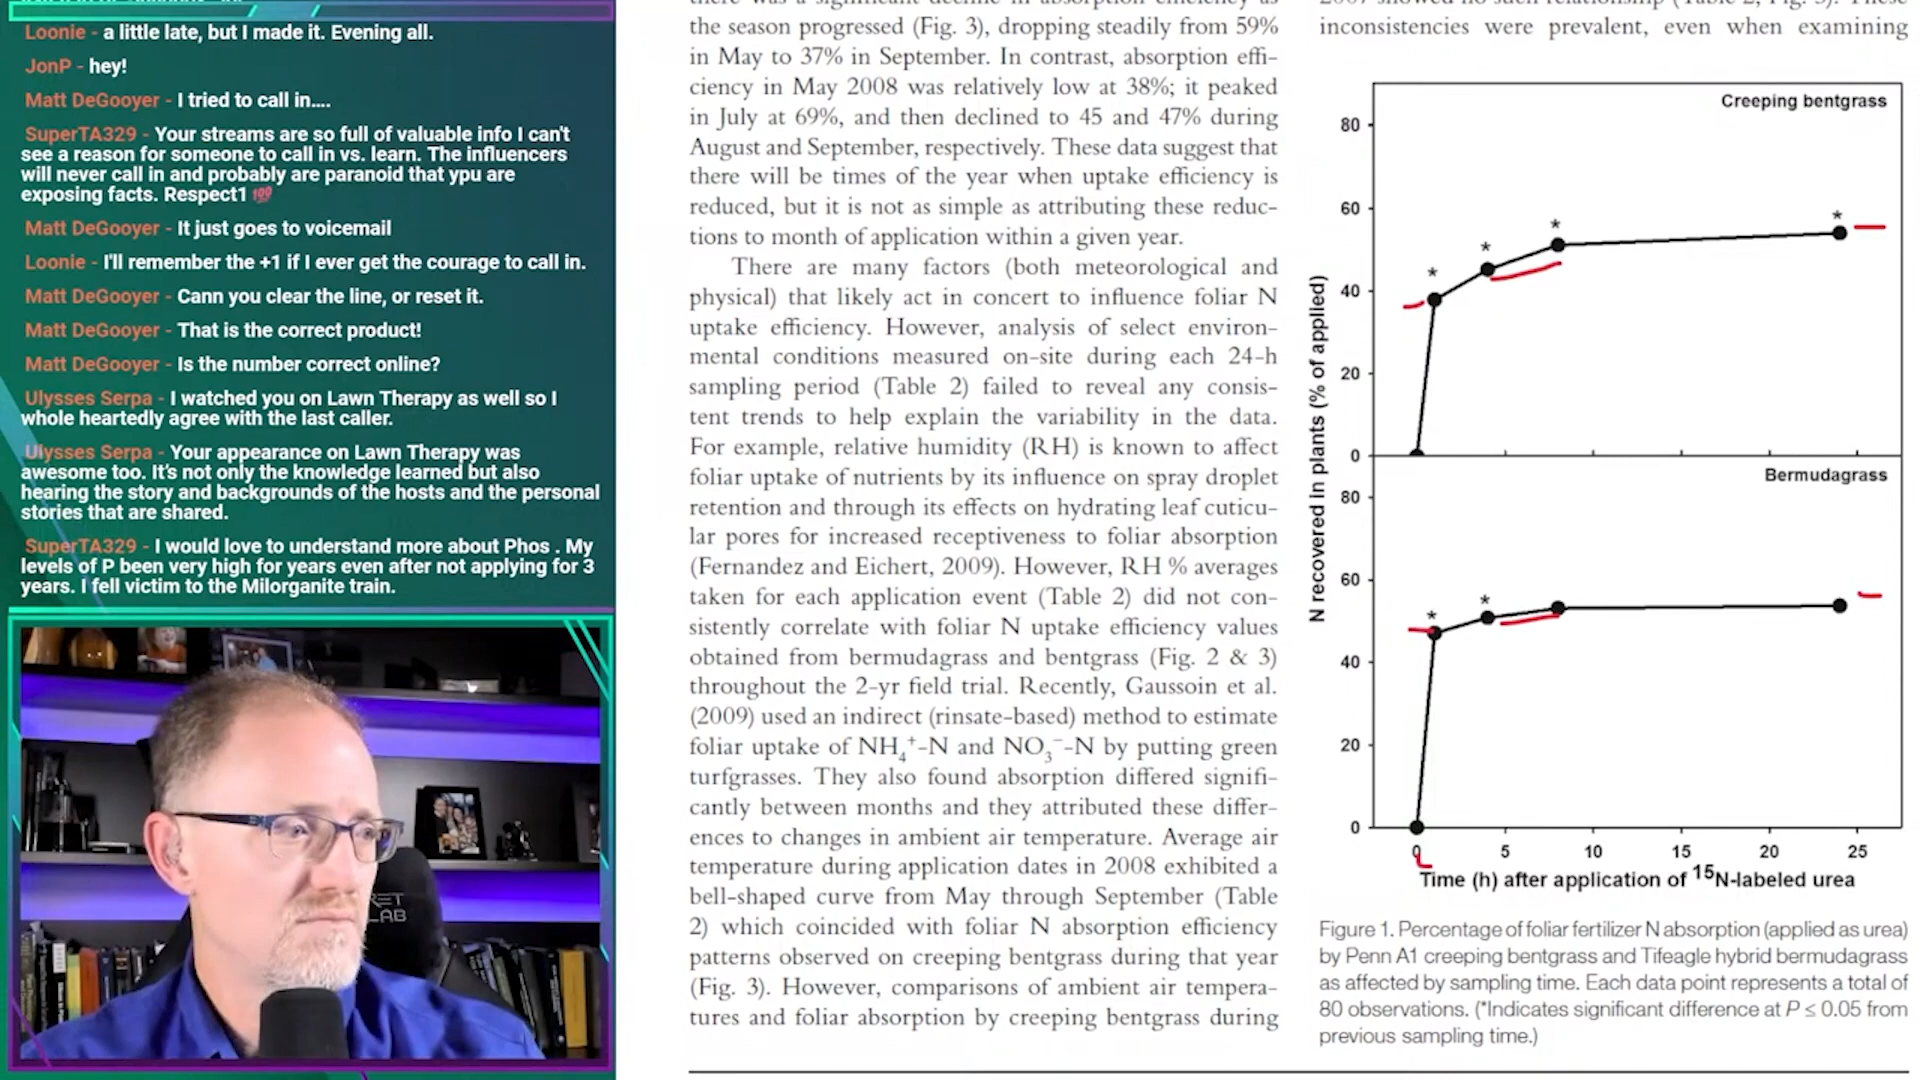 Loonie - a little late, but I made it. Evening all.
JonP - hey!
Matt DeGooyer - I tried to call in....
SuperTA329 - Your streams are so full of valuable info I can't
see a reason for someone to call in vs. learn. The influencers
will never call in and probably are paranoid that ypu are
exposing facts. Respect1 💯
Matt DeGooyer - It just goes to voicemail
Loonie - I'll remember the +1 if I ever get the courage to call in.
Matt DeGooyer - Cann you clear the line, or reset it.
Matt DeGooyer - That is the correct product!
Matt DeGooyer - Is the number correct online?
Ulysses Serpa - I watched you on Lawn Therapy as well so I
whole heartedly agree with the last caller.
Ulysses Serpa - Your appearance on Lawn Therapy was
awesome too. It's not only the knowledge learned but also
hearing the story and backgrounds of the hosts and the personal
stories that are shared.
SuperTA329 - I would love to understand more about Phos . My
levels of P been very high for years even after not applying for 3
years. I fell victim to the Milorganite train.
there was a significant decline in absorption efficiency as
the season progressed (Fig. 3), dropping steadily from 59%
in May to 37% in September. In contrast, absorption effi-
ciency in May 2008 was relatively low at 38%; it peaked
in July at 69%, and then declined to 45 and 47% during
August and September, respectively. These data suggest that
there will be times of the year when uptake efficiency is
reduced, but it is not as simple as attributing these reduc-
tions to month of application within a given year.
There are many factors (both meteorological and
physical) that likely act in concert to influence foliar N
uptake efficiency. However, analysis of select environ-
mental conditions measured on-site during each 24-h
sampling period (Table 2) failed to reveal any consis-
tent trends to help explain the variability in the data.
For example, relative humidity (RH) is known to affect
foliar uptake of nutrients by its influence on spray droplet
retention and through its effects on hydrating leaf cuticu-
lar pores for increased receptiveness to foliar absorption
(Fernandez and Eichert, 2009). However, RH % averages
taken for each application event (Table 2) did not con-
sistently correlate with foliar N uptake efficiency values
obtained from bermudagrass and bentgrass (Fig. 2 & 3)
throughout the 2-yr field trial. Recently, Gaussoin et al.
(2009) used an indirect (rinsate-based) method to estimate
foliar uptake of NH₄⁺-N and NO₃⁻-N by putting green
turfgrasses. They also found absorption differed signifi-
cantly between months and they attributed these differ-
ences to changes in ambient air temperature. Average air
temperature during application dates in 2008 exhibited a
bell-shaped curve from May through September (Table
2) which coincided with foliar N absorption efficiency
patterns observed on creeping bentgrass during that year
(Fig. 3). However, comparisons of ambient air tempera-
tures and foliar absorption by creeping bentgrass during
2007 showed no such relationship (Table 2, Fig. 3). These
inconsistencies were prevalent, even when examining
Creeping bentgrass
80
60
40
20
0
* * * *
Bermudagrass
80
60
40
20
0
* *
N recovered in plants (% of applied)
0 5 10 15 20 25
Time (h) after application of ¹⁵N-labeled urea
Figure 1. Percentage of foliar fertilizer N absorption (applied as urea)
by Penn A1 creeping bentgrass and Tifeagle hybrid bermudagrass
as affected by sampling time. Each data point represents a total of
80 observations. (*Indicates significant difference at P ≤ 0.05 from
previous sampling time.)